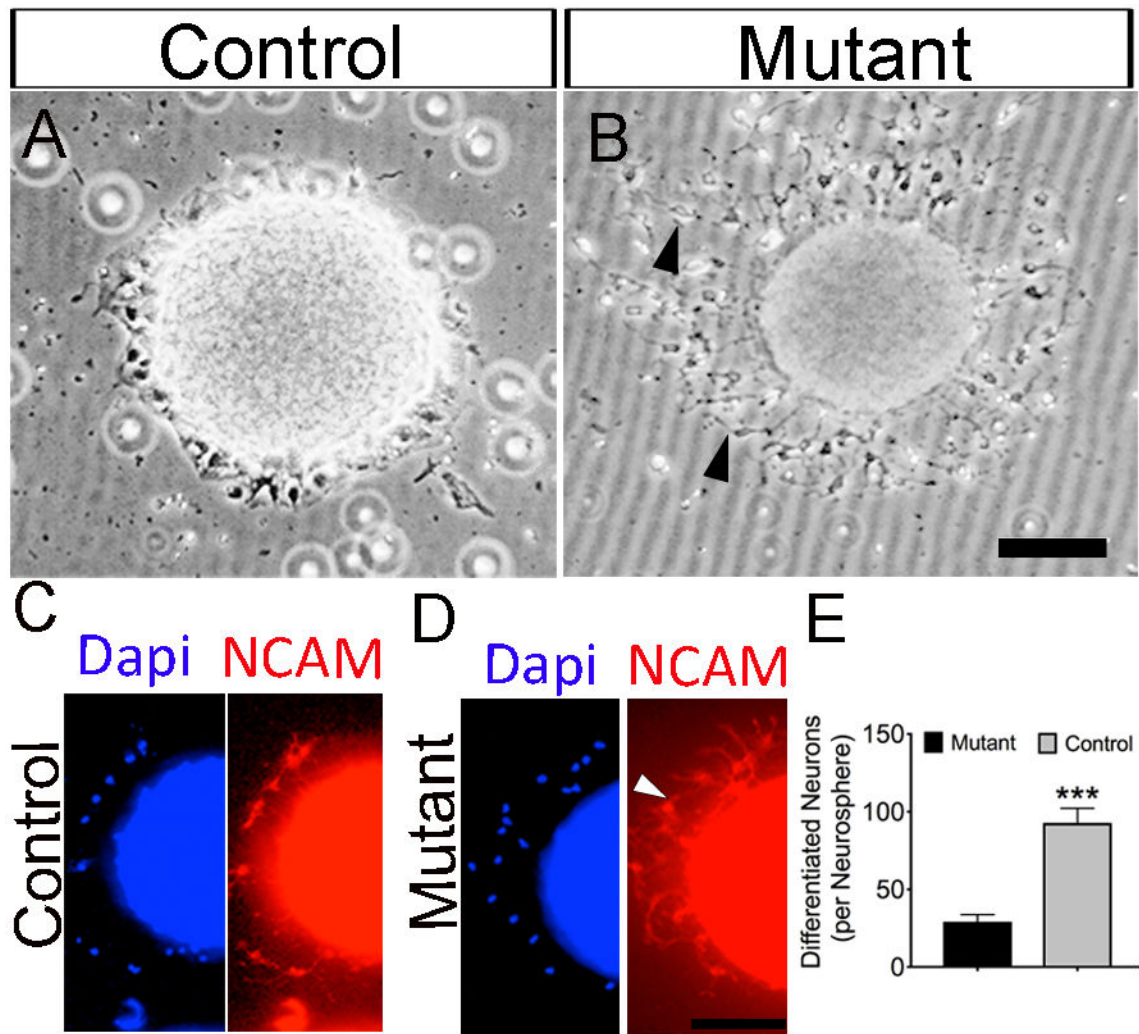 Control
Mutant
A
B
C
D
E
Dapi NCAM
Dapi NCAM
Control
Mutant
Differentiated Neurons
(per Neurosphere)
150
100
50
0
Mutant
Control
***